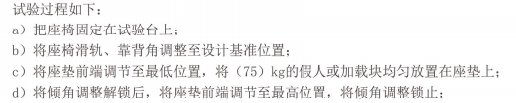 试验过程如下：
a）把座椅固定在试验台上；
b）将座椅滑轨、靠背角调整至设计基准位置；
c）将座垫前端调节至最低位置，将（75）kg的假人或加载块均匀放置在座垫上；
d）将倾角调整解锁后，将座垫前端调节至最高位置，将倾角调整锁止；